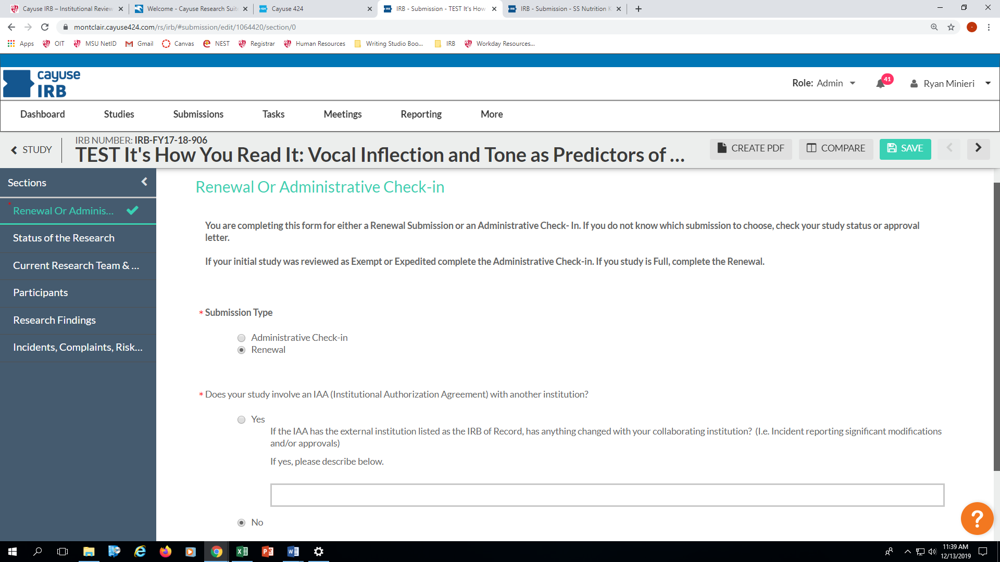 Cayuse IRB – Institutional Review
Welcome - Cayuse Research Suit
Cayuse 424
IRB - Submission - TEST It's How
IRB - Submission - SS Nutrition K
montclair.cayuse424.com/rs/irb/#submission/edit/1064420/section/0
Apps OIT MSU NetID Gmail Canvas NEST Registrar Human Resources Writing Studio Boo... IRB Workday Resources...
cayuse
IRB
Role: Admin 41 Ryan Minieri
Dashboard Studies Submissions Tasks Meetings Reporting More
STUDY
IRB NUMBER: IRB-FY17-18-906
TEST It's How You Read It: Vocal Inflection and Tone as Predictors of ...
CREATE PDF COMPARE SAVE
Sections
* Renewal Or Adminis...
Status of the Research
Current Research Team & ...
Participants
Research Findings
Incidents, Complaints, Risk...
Renewal Or Administrative Check-in
You are completing this form for either a Renewal Submission or an Administrative Check- In. If you do not know which submission to choose, check your study status or approval
letter.
If your initial study was reviewed as Exempt or Expedited complete the Administrative Check-in. If you study is Full, complete the Renewal.
* Submission Type
Administrative Check-in
Renewal
* Does your study involve an IAA (Institutional Authorization Agreement) with another institution?
Yes
If the IAA has the external institution listed as the IRB of Record, has anything changed with your collaborating institution? (I.e. Incident reporting significant modifications
and/or approvals)
If yes, please describe below.
No
?
11:39 AM
12/13/2019